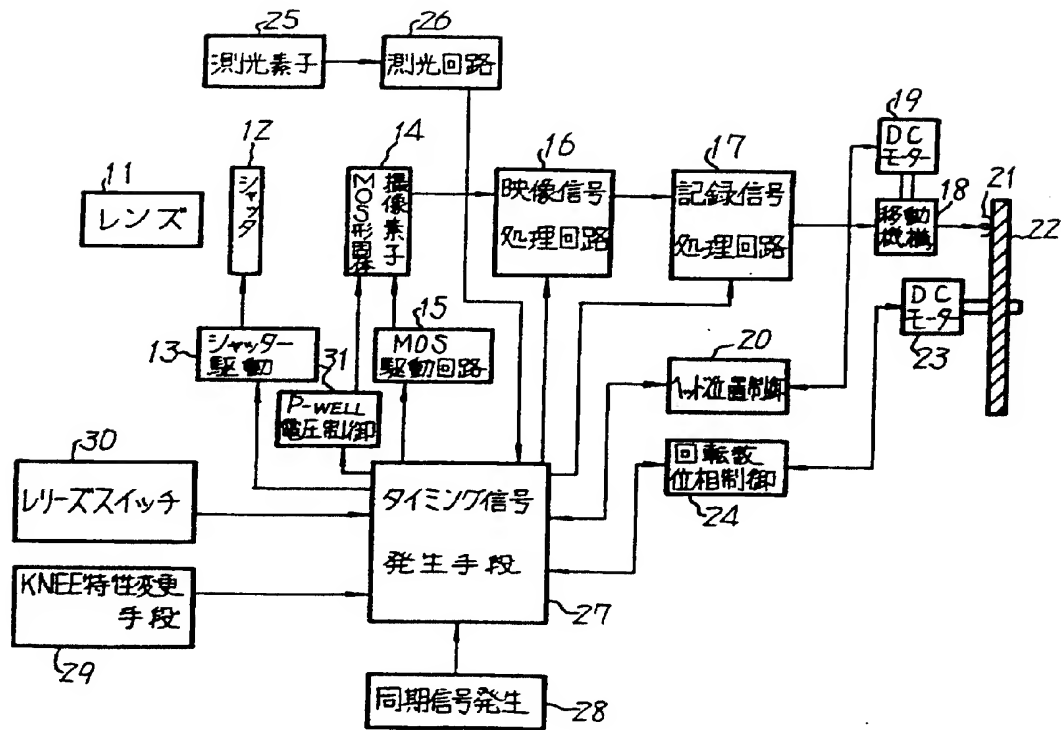 25
26
測光素子
測光回路
19
DC
モーター
12
14
16
17
シャッタ
MOS形固体
撮像素子
映像信号
処理回路
記録信号
処理回路
18
移動
機構
21
22
11
レンズ
DC
モーター
23
13
シャッター
駆動
31
15
MOS
駆動回路
20
ヘッド位置制御
P-WELL
電圧制御
30
レリーズスイッチ
タイミング信号
発生手段
27
回転数
位相制御
24
KNEE特性変更
手段
29
同期信号発生
28